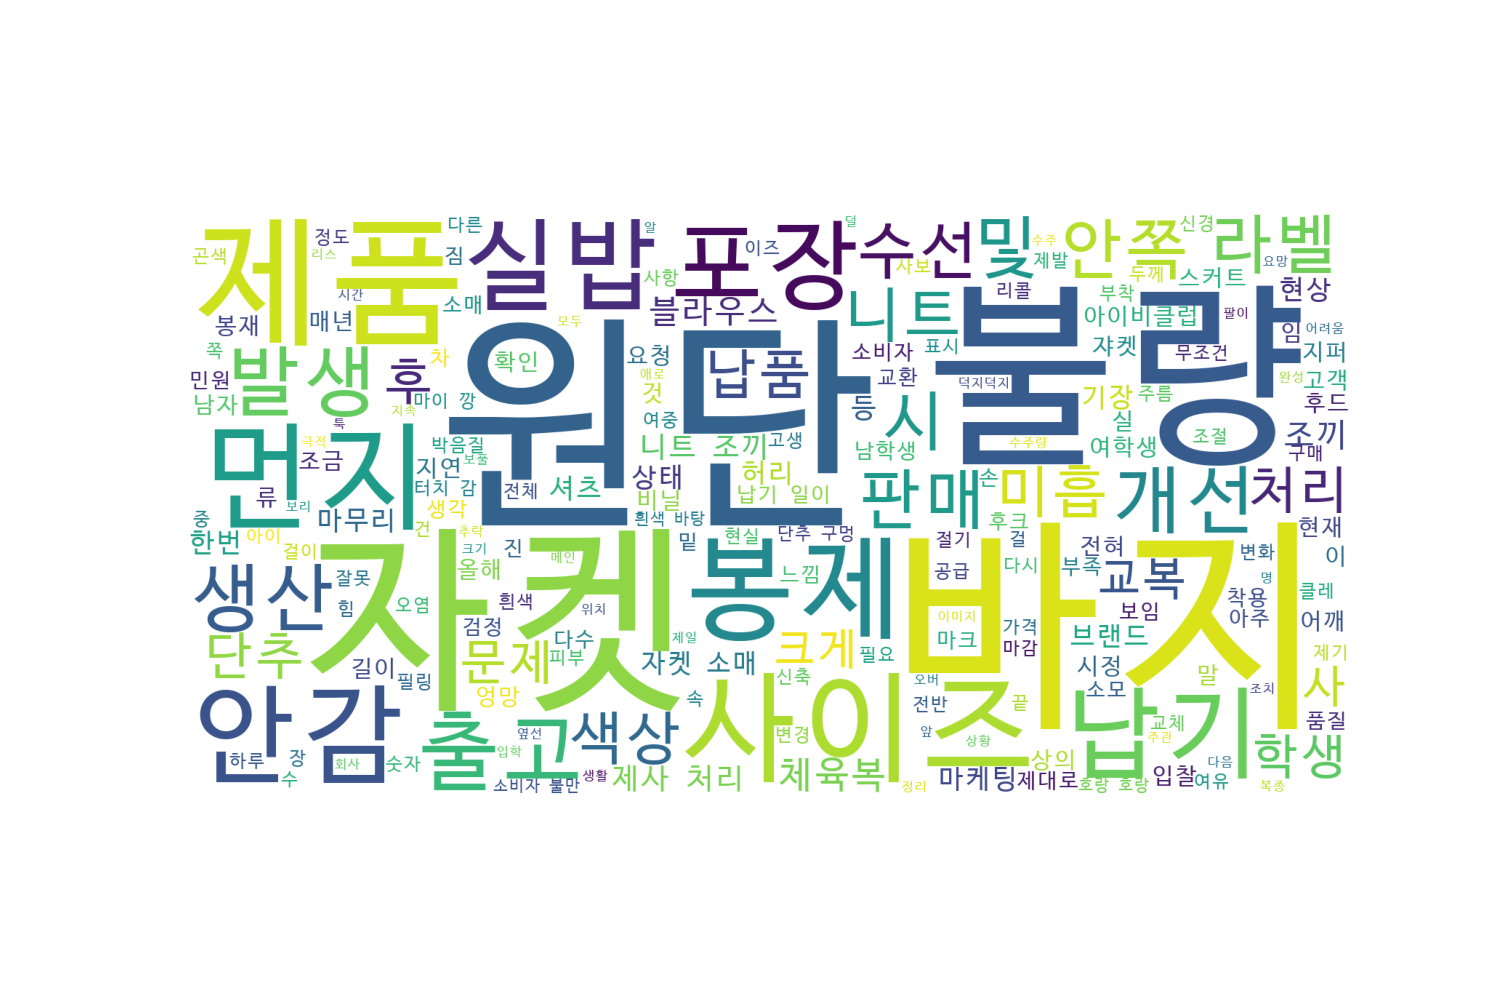 제품
실밥
포장
수선
및
안쪽
라벨
곤색
정도
리스
다른
짐
알
이즈
사항
덜
사보
수주
제발
두께
신경
스커트
요망
현상
봉재
매년
시간
소매
블라우스
모두
원단
불량
리콜
니트
부착
아이비클럽
팔이
임
어려움
쪽
발생
후
차
확인
요청
납품
소비자
표시
쟈켓
무조건
지퍼
민원
남자
마이 깡
지속
애로
것
교환
덕지덕지
기장
주름
완성
고객
후드
툭
여중
등
시
실
먼지
극적
조금
박음질
보풀
니트 조끼
고생
남학생
수주량
여학생
조절
조끼
구매
지연
류
보리
터치 감
전체
셔츠
상태
허리
비닐
납기 일이
판매
손
미흡
개선
처리
중
마무리
생각
건
추락
흰색 바탕
현실
단추 구멍
후크
한번
아이
걸이
자켓
크기
진
메인
밑
봉제
절기
걸
전혀
현재
변화
이
생산
잘못
힘
오염
올해
흰색
위치
느낌
공급
다시
부족
교복
명
클레
바지
검정
다수
제일
이미지
가격
보임
착용
아주
어깨
단추
길이
문제
피부
자켓 소매
크게
필요
마크
마감
브랜드
제기
필링
엉망
신축
오버
시정
말
안감
출고
색상
속
사이즈
전반
끝
소모
납기
조치
사
품질
옆선
변경
앞
교체
하루
장
입학
상황
주관
학생
수
회사
숫자
생활
상의
다음
소비자 불만
제사 처리
체육복
징리
마케팅
제대로
호랑 호랑
입찰
여유
복종